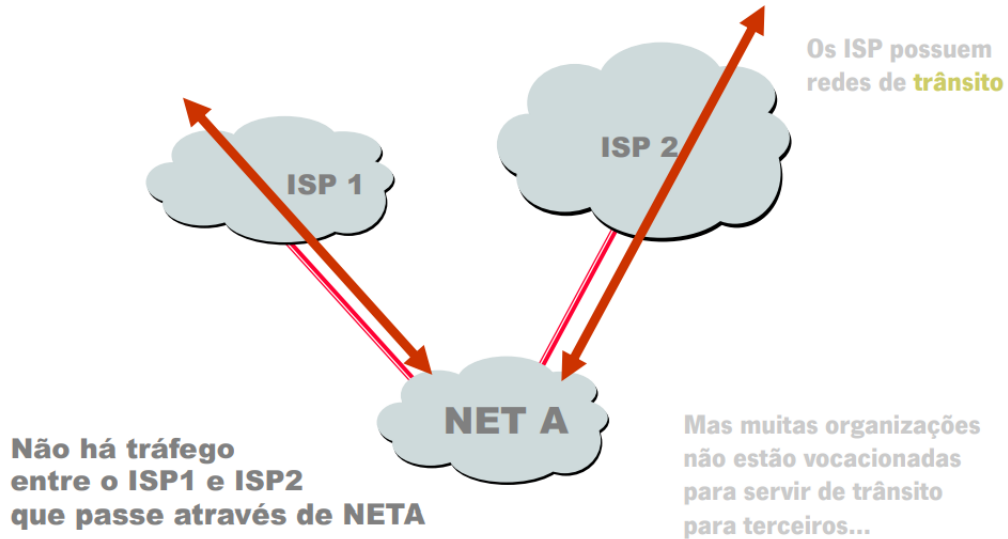 Os ISP possuem
redes de trânsito
ISP 2
ISP 1
NET A
Não há tráfego
entre o ISP1 e ISP2
que passe através de NETA
Mas muitas organizações
não estão vocacionadas
para servir de trânsito
para terceiros...